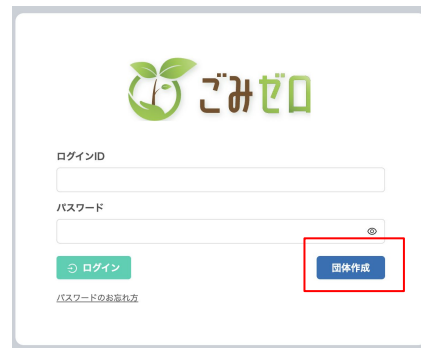 ごみゼロ
ログインID
パスワード
ログイン
団体作成
パスワードのお忘れ方